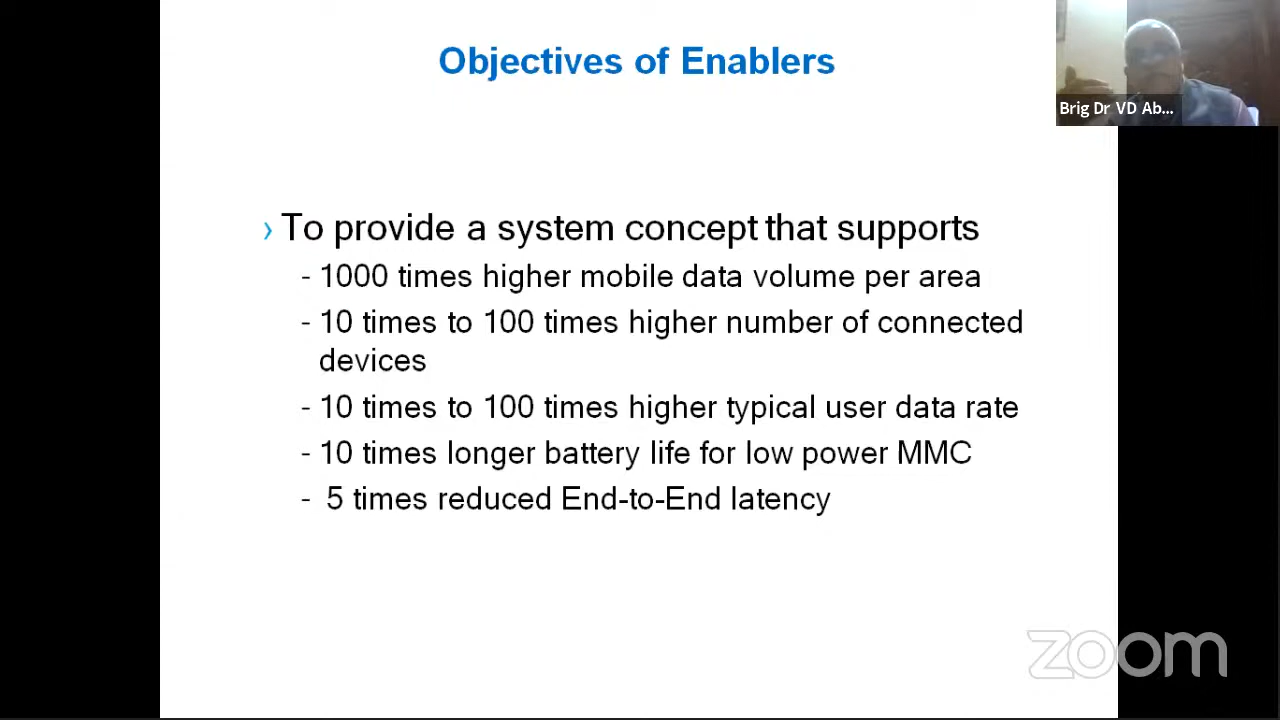 Objectives of Enablers
Brig Dr VD Ab...
› To provide a system concept that supports
- 1000 times higher mobile data volume per area
- 10 times to 100 times higher number of connected
devices
- 10 times to 100 times higher typical user data rate
- 10 times longer battery life for low power MMC
- 5 times reduced End-to-End latency
zoom